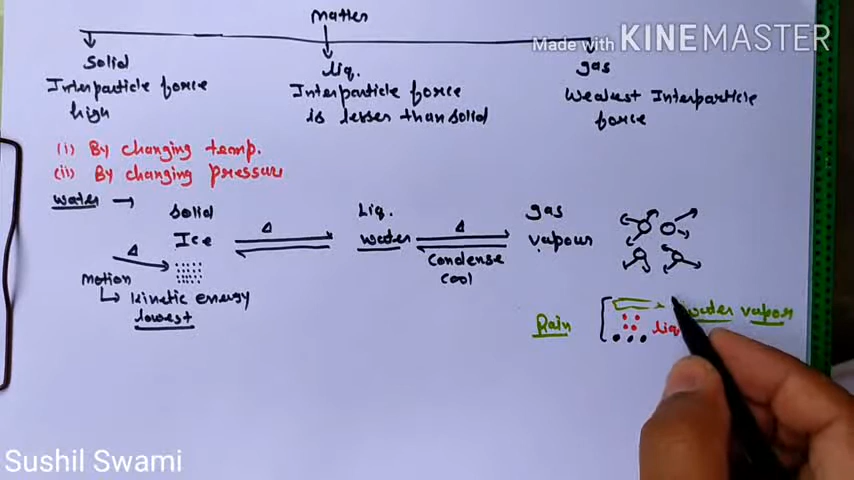 Matter
Made with KINEMASTER
Solid
Liq.
gas
Interparticle force
high
Interparticle force
is lesser than solid
Weakest Interparticle
force
(i) By changing temp.
(ii) By changing pressure
Water →
Solid
Liq.
gas
Ice
Δ
water
Δ
vapour
Condense
cool
Δ
Motion
↳ kinetic energy
lowest
Rain
water vapor
liq
Sushil Swami